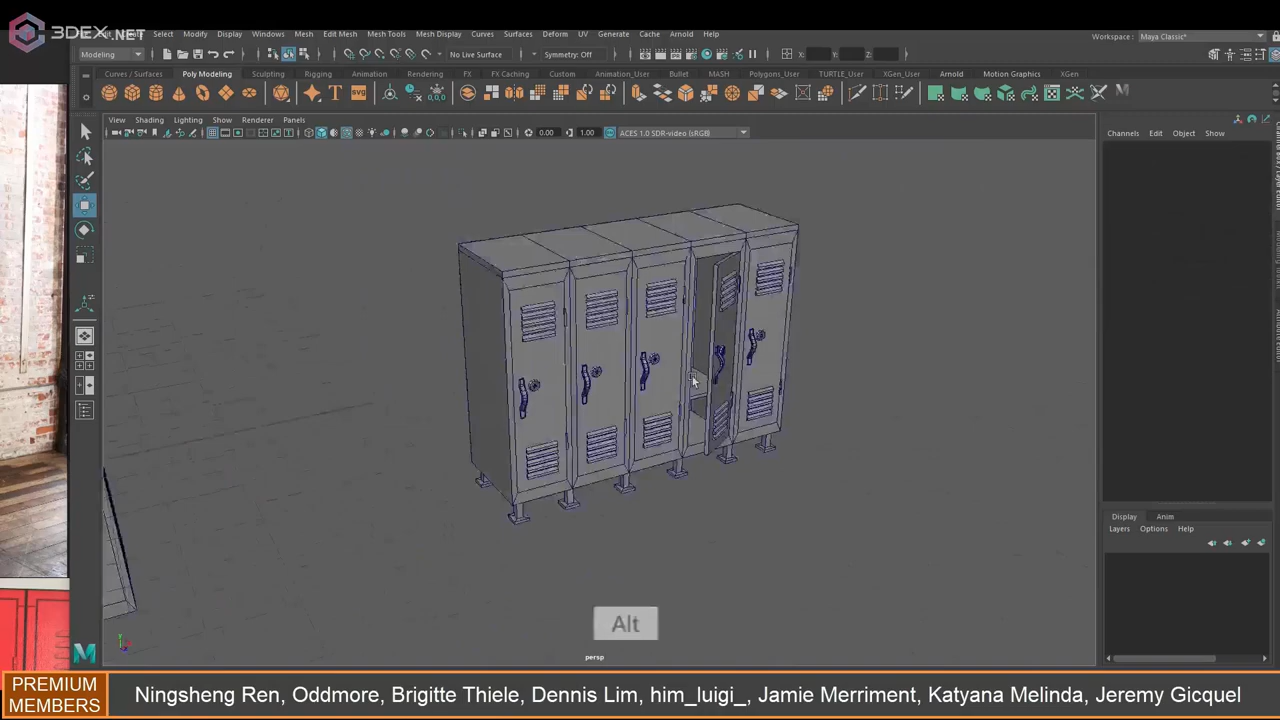 3DEX.NET
Select Modify Display Windows Mesh Edit Mesh Mesh Tools Mesh Display Curves Surfaces Deform UV Generate Cache Arnold Help
Workspace : Maya Classic*
Modeling
No Live Surface
Symmetry: Off
X: Y: Z:
Curves / Surfaces Poly Modeling Sculpting Rigging Animation Rendering FX FX Caching Custom Animation_User Bullet MASH Polygons_User TURTLE_User XGen_User Arnold Motion Graphics XGen
SVG
View Shading Lighting Show Renderer Panels
0.00 1.00 ACES 1.0 SDR-video (sRGB)
Channels Edit Object Show
Display Anim
Layers Options Help
Alt
persp
PREMIUM
MEMBERS
Ningsheng Ren, Oddmore, Brigitte Thiele, Dennis Lim, him_luigi_, Jamie Merriment, Katyana Melinda, Jeremy Gicquel